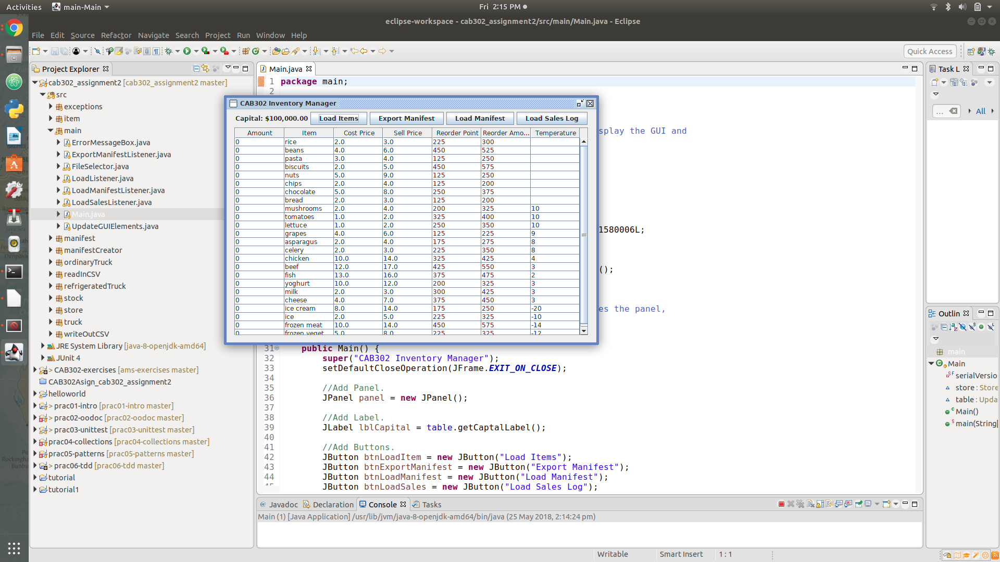 Activities
main-Main
Fri 2:15 PM
eclipse-workspace - cab302_assignment2/src/main/Main.java - Eclipse
File Edit Source Refactor Navigate Search Project Run Window Help
Quick Access
Project Explorer
cab302_assignment2 [cab302_assignment2 master]
src
exceptions
item
main
ErrorMessageBox.java
ExportManifestListener.java
FileSelector.java
LoadListener.java
LoadManifestListener.java
LoadSalesListener.java
Main.java
UpdateGUIElements.java
manifest
manifestCreator
ordinaryTruck
readInCSV
refrigeratedTruck
stock
store
truck
writeOutCSV
JRE System Library [java-8-openjdk-amd64]
JUnit 4
> CAB302-exercises [ams-exercises master]
CAB302Asign_cab302_assignment2
helloworld
> prac01-intro [prac01-intro master]
> prac02-oodoc [prac02-oodoc master]
> prac03-unittest [prac03-unittest master]
prac04-collections [prac04-collections master]
prac05-patterns [prac05-patterns master]
> prac06-tdd [prac06-tdd master]
tutorial
tutorial1
Main.java
1 package main;
2
CAB302 Inventory Manager
Capital: $100,000.00 Load Items Export Manifest Load Manifest Load Sales Log
Amount Item Cost Price Sell Price Reorder Point Reorder Amo... Temperature
0 rice 2.0 3.0 225 300
0 beans 4.0 6.0 450 525
0 pasta 3.0 4.0 125 250
0 biscuits 2.0 5.0 450 575
0 nuts 5.0 9.0 125 250
0 chips 2.0 4.0 125 200
0 chocolate 5.0 8.0 250 375
0 bread 2.0 3.0 125 200
0 mushrooms 2.0 4.0 200 325 10
0 tomatoes 1.0 2.0 325 400 10
0 lettuce 1.0 2.0 250 350 10
0 grapes 4.0 6.0 125 225 9
0 asparagus 2.0 4.0 175 275 8
0 celery 2.0 3.0 225 350 8
0 chicken 10.0 14.0 325 425 4
0 beef 12.0 17.0 425 550 3
0 fish 13.0 16.0 375 475 2
0 yoghurt 10.0 12.0 200 325 3
0 milk 2.0 3.0 300 425 3
0 cheese 4.0 7.0 375 450 3
0 ice cream 8.0 14.0 175 250 -20
0 ice 2.0 5.0 225 325 -10
0 frozen meat 10.0 14.0 450 575 -14
0 frozen veget 5.0 8.0 225 325 -12
splay the GUI and
1580006L;
();
es the panel,
31 public Main() {
32 super("CAB302 Inventory Manager");
33 setDefaultCloseOperation(JFrame.EXIT_ON_CLOSE);
34
35 //Add Panel.
36 JPanel panel = new JPanel();
37
38 //Add Label.
39 JLabel lblCapital = table.getCaptalLabel();
40
41 //Add Buttons.
42 JButton btnLoadItem = new JButton("Load Items");
43 JButton btnExportManifest = new JButton("Export Manifest");
44 JButton btnLoadManifest = new JButton("Load Manifest");
45 JButton btnLoadSales = new JButton("Load Sales Log");
@ Javadoc Declaration Console Tasks
Main (1) [Java Application] /usr/lib/jvm/java-8-openjdk-amd64/bin/java (25 May 2018, 2:14:24 pm)
Task L
... All
Outlin
main
Main
serialVersio
store : Store
table : Upda
Main()
main(String[
Writable Smart Insert 1 : 1